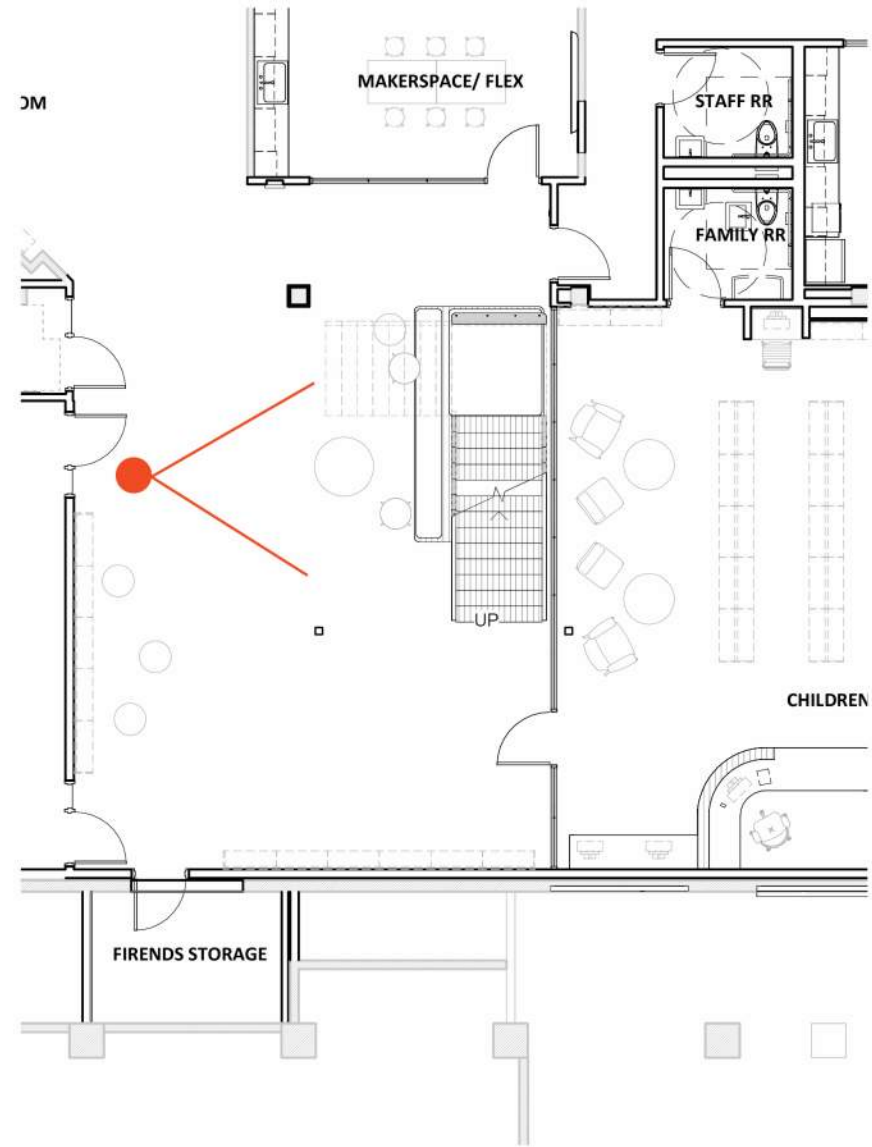 MAKERSPACE/ FLEX
STAFF RR
OM
FAMILY RR
UP
CHILDREN
FIRENDS STORAGE